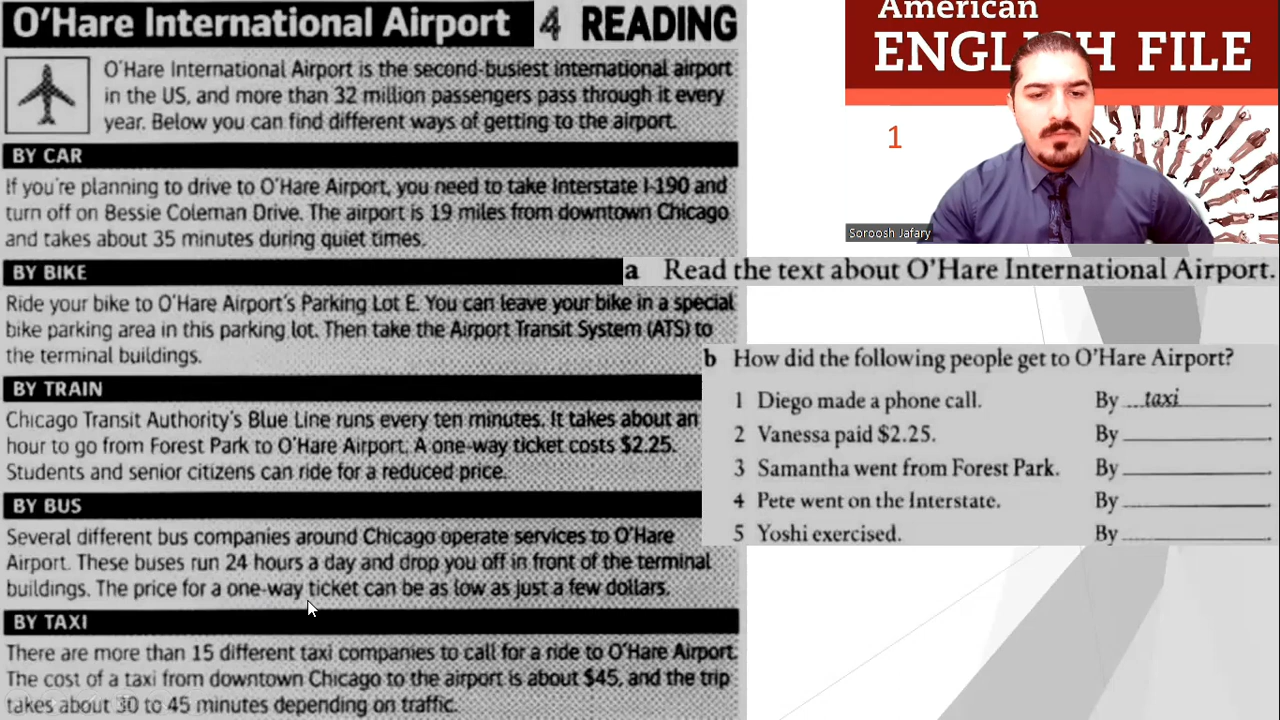 O'Hare International Airport
4 READING
O'Hare International Airport is the second-busiest international airport
in the US, and more than 32 million passengers pass through it every
year. Below you can find different ways of getting to the airport.
BY CAR
If you're planning to drive to O'Hare Airport, you need to take Interstate I-190 and
turn off on Bessie Coleman Drive. The airport is 19 miles from downtown Chicago
and takes about 35 minutes during quiet times.
BY BIKE
Ride your bike to O'Hare Airport's Parking Lot E. You can leave your bike in a special
bike parking area in this parking lot. Then take the Airport Transit System (ATS) to
the terminal buildings.
BY TRAIN
Chicago Transit Authority's Blue Line runs every ten minutes. It takes about an
hour to go from Forest Park to O'Hare Airport. A one-way ticket costs $2.25.
Students and senior citizens can ride for a reduced price.
BY BUS
Several different bus companies around Chicago operate services to O'Hare
Airport. These buses run 24 hours a day and drop you off in front of the terminal
buildings. The price for a one-way ticket can be as low as just a few dollars.
BY TAXI
There are more than 15 different taxi companies to call for a ride to O'Hare Airport.
The cost of a taxi from downtown Chicago to the airport is about $45, and the trip
takes about 30 to 45 minutes depending on traffic.
American
ENGLISH FILE
1
Soroosh Jafary
a Read the text about O'Hare International Airport.
b How did the following people get to O'Hare Airport?
1 Diego made a phone call. By taxi.
2 Vanessa paid $2.25. By .
3 Samantha went from Forest Park. By .
4 Pete went on the Interstate. By .
5 Yoshi exercised. By .